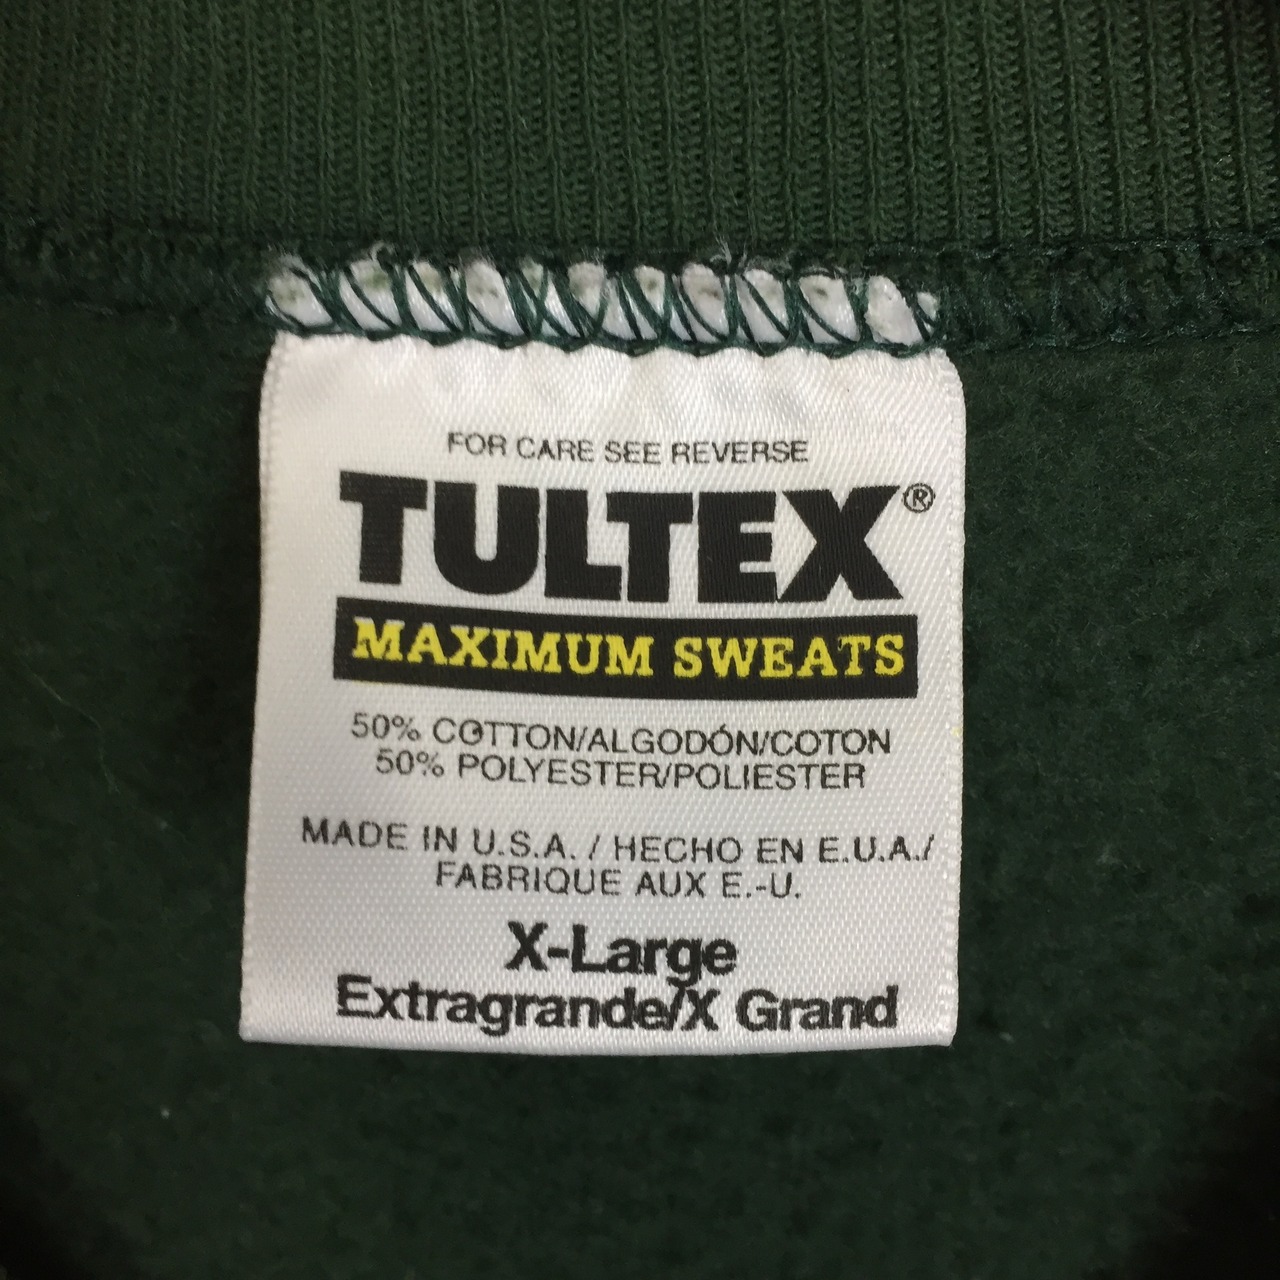 FOR CARE SEE REVERSE
TULTEX®
MAXIMUM SWEATS
50% COTTON/ALGODÓN/COTON
50% POLYESTER/POLIESTER
MADE IN U.S.A. / HECHO EN E.U.A./
FABRIQUE AUX E.-U.
X-Large
Extragrande/X Grand